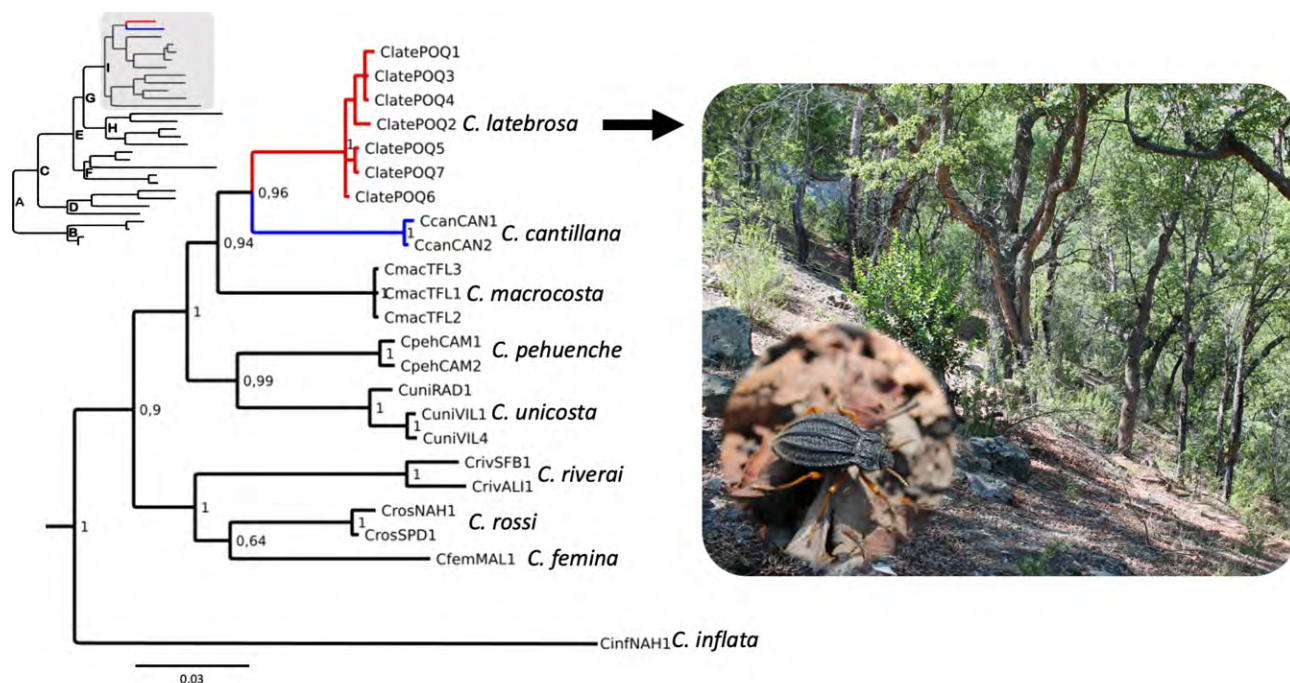 I
G
H
E
F
C
A
D
B
ClatePOQ1
ClatePOQ3
ClatePOQ4
ClatePOQ2 C. latebrosa
1
ClatePOQ5
ClatePOQ7
ClatePOQ6
0,96
CcanCAN1
1 C. cantillana
CcanCAN2
0,94
CmacTFL3
1 CmacTFL1 C. macrocosta
CmacTFL2
1
CpehCAM1
1 C. pehuenche
CpehCAM2
0,99
CuniRAD1
1
CuniVIL1 C. unicosta
1
CuniVIL4
0,9
CrivSFB1
1 C. riverai
CrivALI1
1
CrosNAH1
1 C. rossi
CrosSPD1
0,64
CfemMAL1 C. femina
1
CinfNAH1 C. inflata
0.03